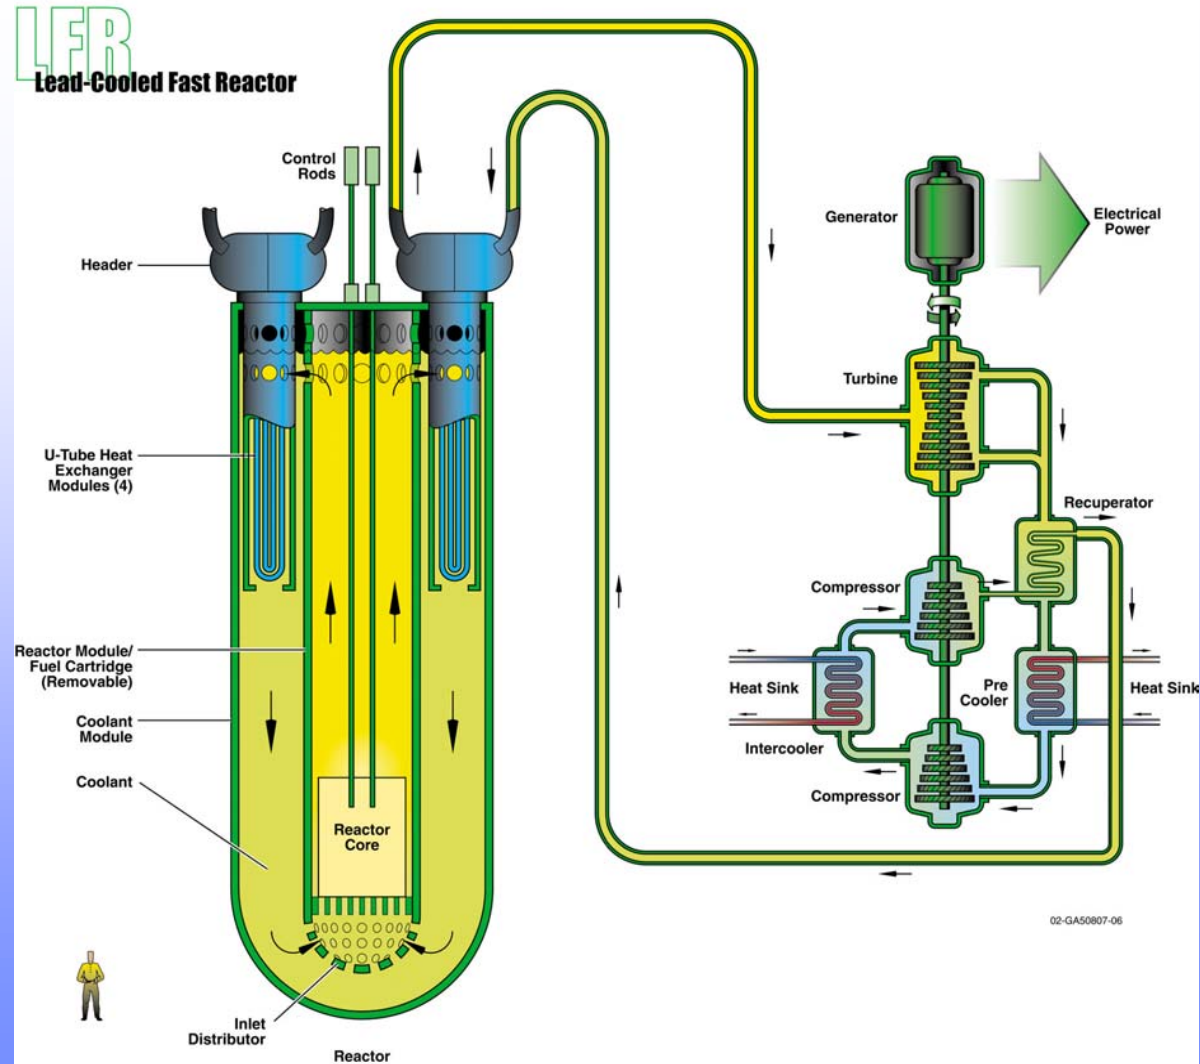 LFR
Lead-Cooled Fast Reactor
Control
Rods
Header
U-Tube Heat
Exchanger
Modules (4)
Reactor Module/
Fuel Cartridge
(Removable)
Coolant
Module
Coolant
Reactor
Core
Inlet
Distributor
Reactor
Generator
Electrical
Power
Turbine
Recuperator
Compressor
Heat Sink
Pre
Cooler
Heat Sink
Intercooler
Compressor
02-GA50807-06